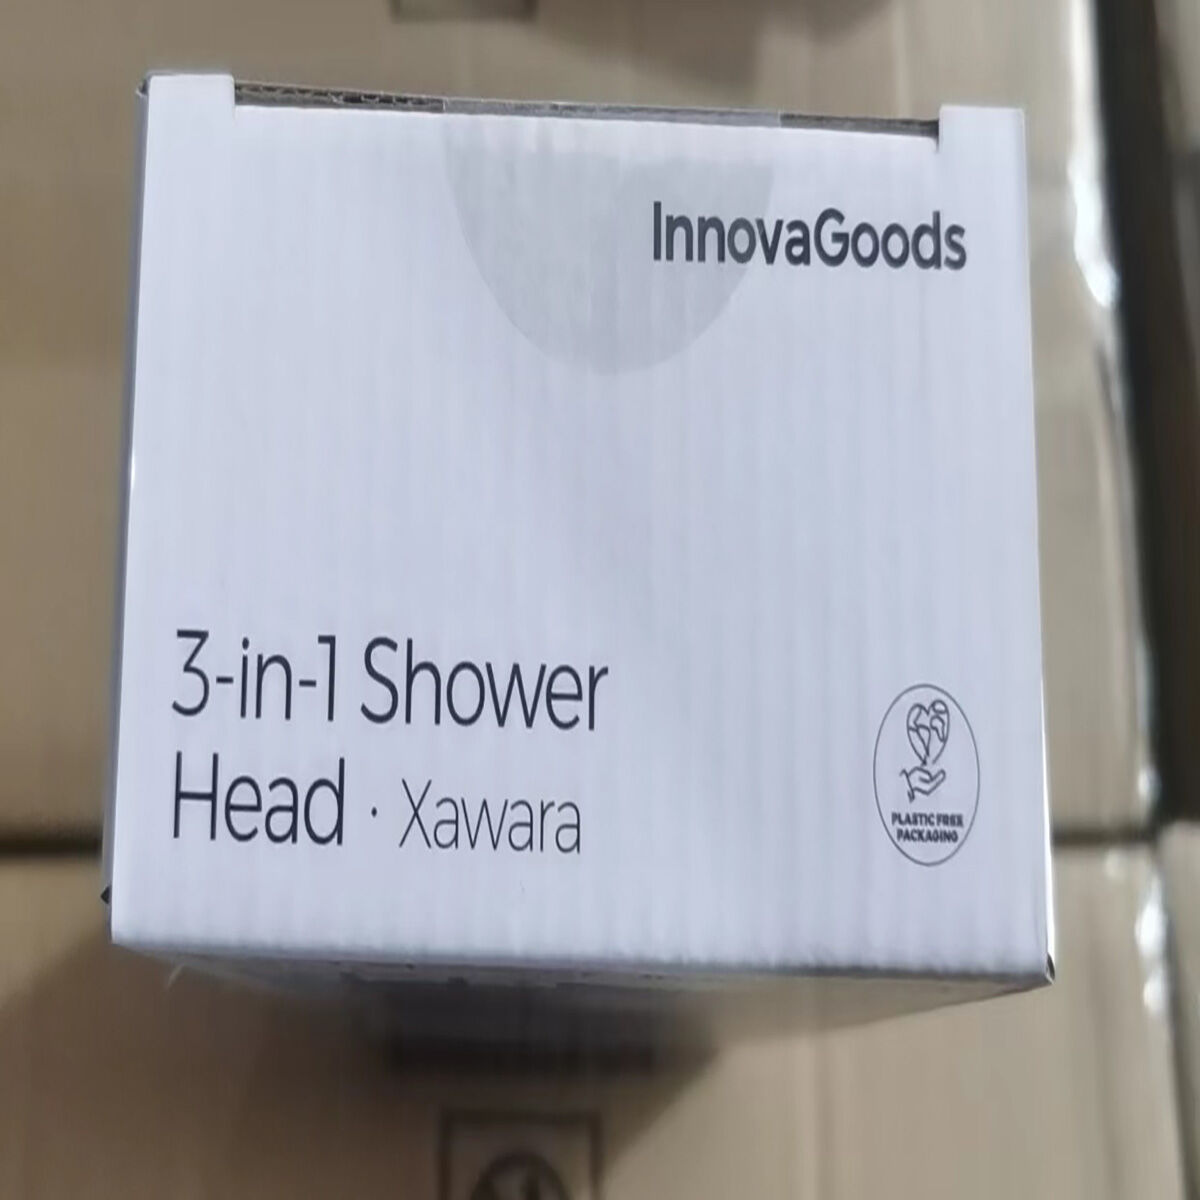 InnovaGoods
3-in-1 Shower
Head · Xawara
PLASTIC FREE
PACKAGING